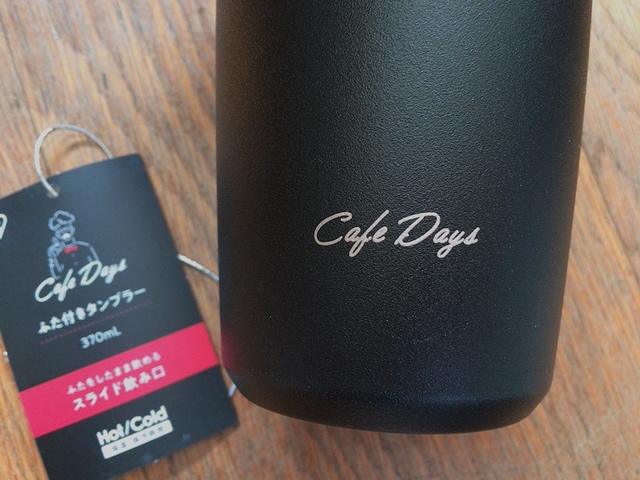 Cafe Days
ふた付きタンブラー
370mL
ふたをしたまま飲める
スライド飲み口
Hot/Cold
Cafe Days